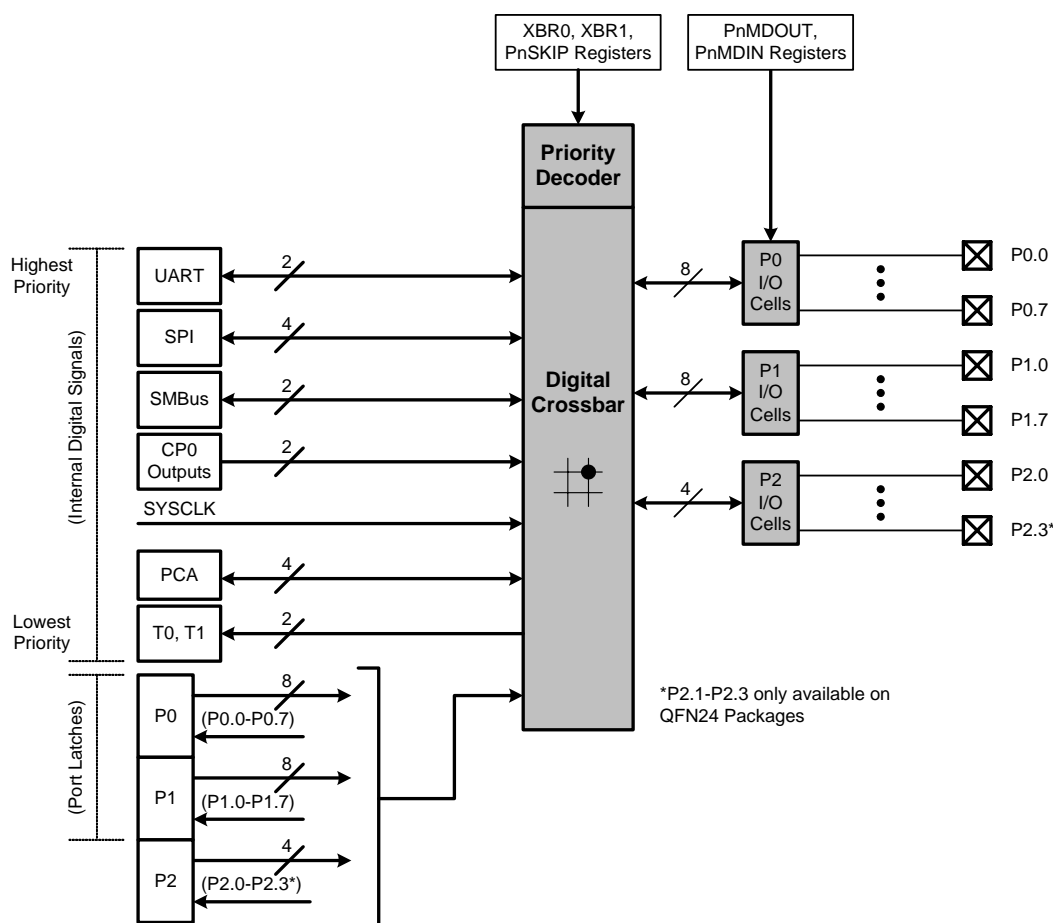 XBR0, XBR1,
PnSKIP Registers
PnMDOUT,
PnMDIN Registers
Priority
Decoder
Highest
Priority
(Internal Digital Signals)
UART
2
SPI
4
SMBus
2
CP0
Outputs
2
SYSCLK
PCA
4
Lowest
Priority
T0, T1
2
Digital
Crossbar
8
P0
I/O
Cells
P0.0
P0.7
8
P1
I/O
Cells
P1.0
P1.7
4
P2
I/O
Cells
P2.0
P2.3*
*P2.1-P2.3 only available on
QFN24 Packages
(Port Latches)
P0
8
(P0.0-P0.7)
P1
8
(P1.0-P1.7)
P2
4
(P2.0-P2.3*)